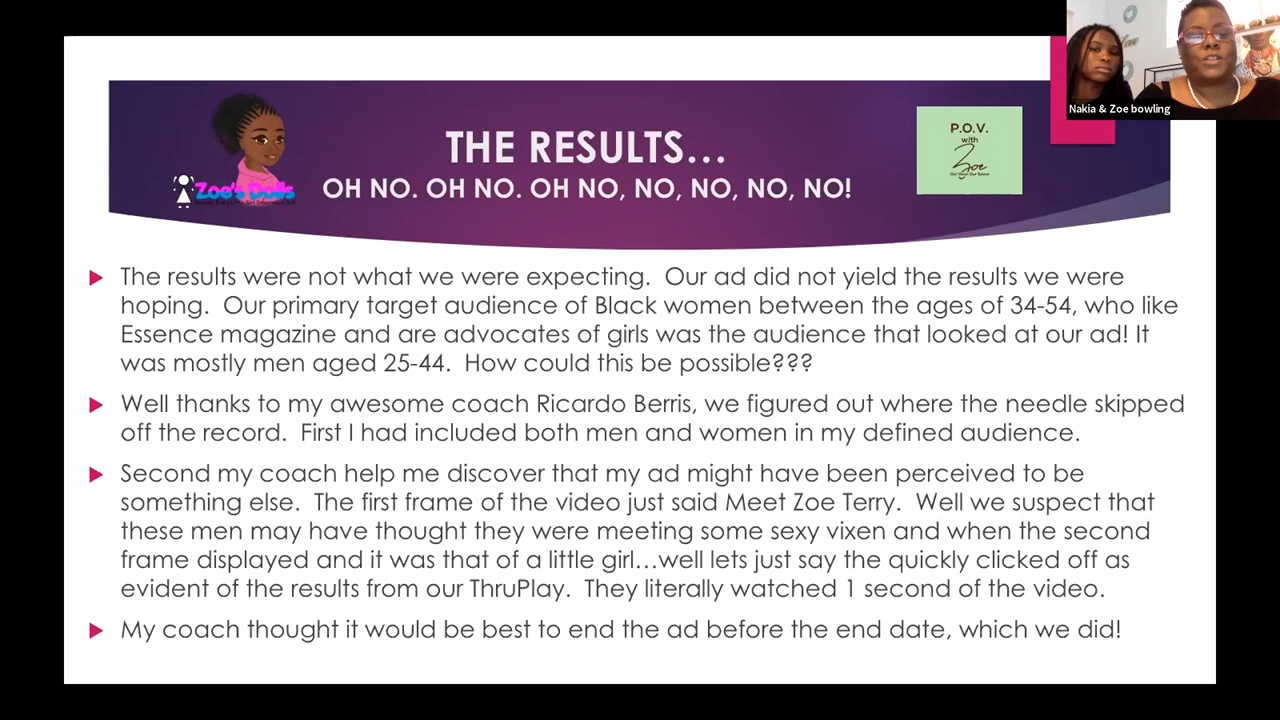 Nakia & Zoe bowling
THE RESULTS...
OH NO. OH NO. OH NO, NO, NO, NO, NO!
Zoe's Dolls
P.O.V.
with
Zoe
Our Voice. Our Space
The results were not what we were expecting. Our ad did not yield the results we were
hoping. Our primary target audience of Black women between the ages of 34-54, who like
Essence magazine and are advocates of girls was the audience that looked at our ad! It
was mostly men aged 25-44. How could this be possible???
Well thanks to my awesome coach Ricardo Berris, we figured out where the needle skipped
off the record. First I had included both men and women in my defined audience.
Second my coach help me discover that my ad might have been perceived to be
something else. The first frame of the video just said Meet Zoe Terry. Well we suspect that
these men may have thought they were meeting some sexy vixen and when the second
frame displayed and it was that of a little girl...well lets just say the quickly clicked off as
evident of the results from our ThruPlay. They literally watched 1 second of the video.
My coach thought it would be best to end the ad before the end date, which we did!